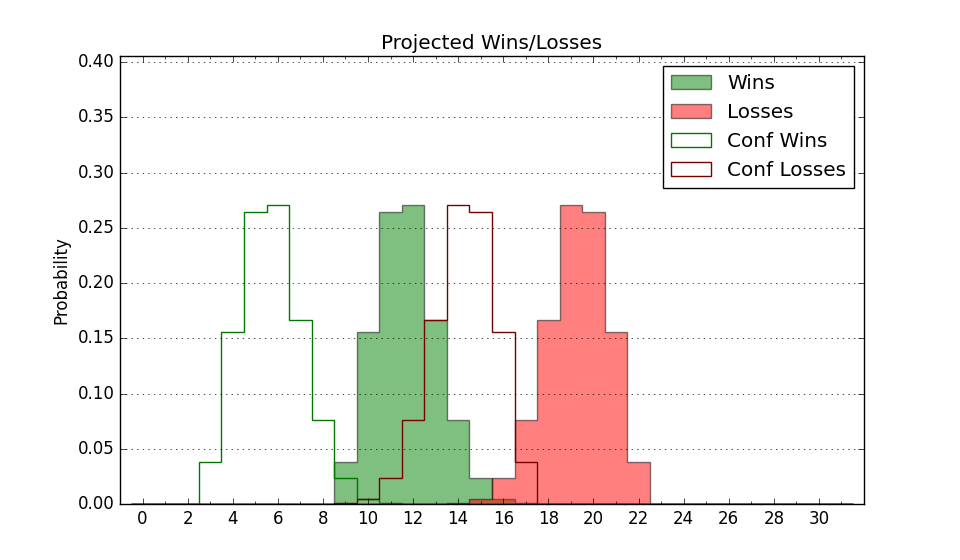 Projected Wins/Losses
0.40
0.35
0.30
0.25
0.20
0.15
0.10
0.05
0.00
Probability
Wins
Losses
Conf Wins
Conf Losses
0 2 4 6 8 10 12 14 16 18 20 22 24 26 28 30